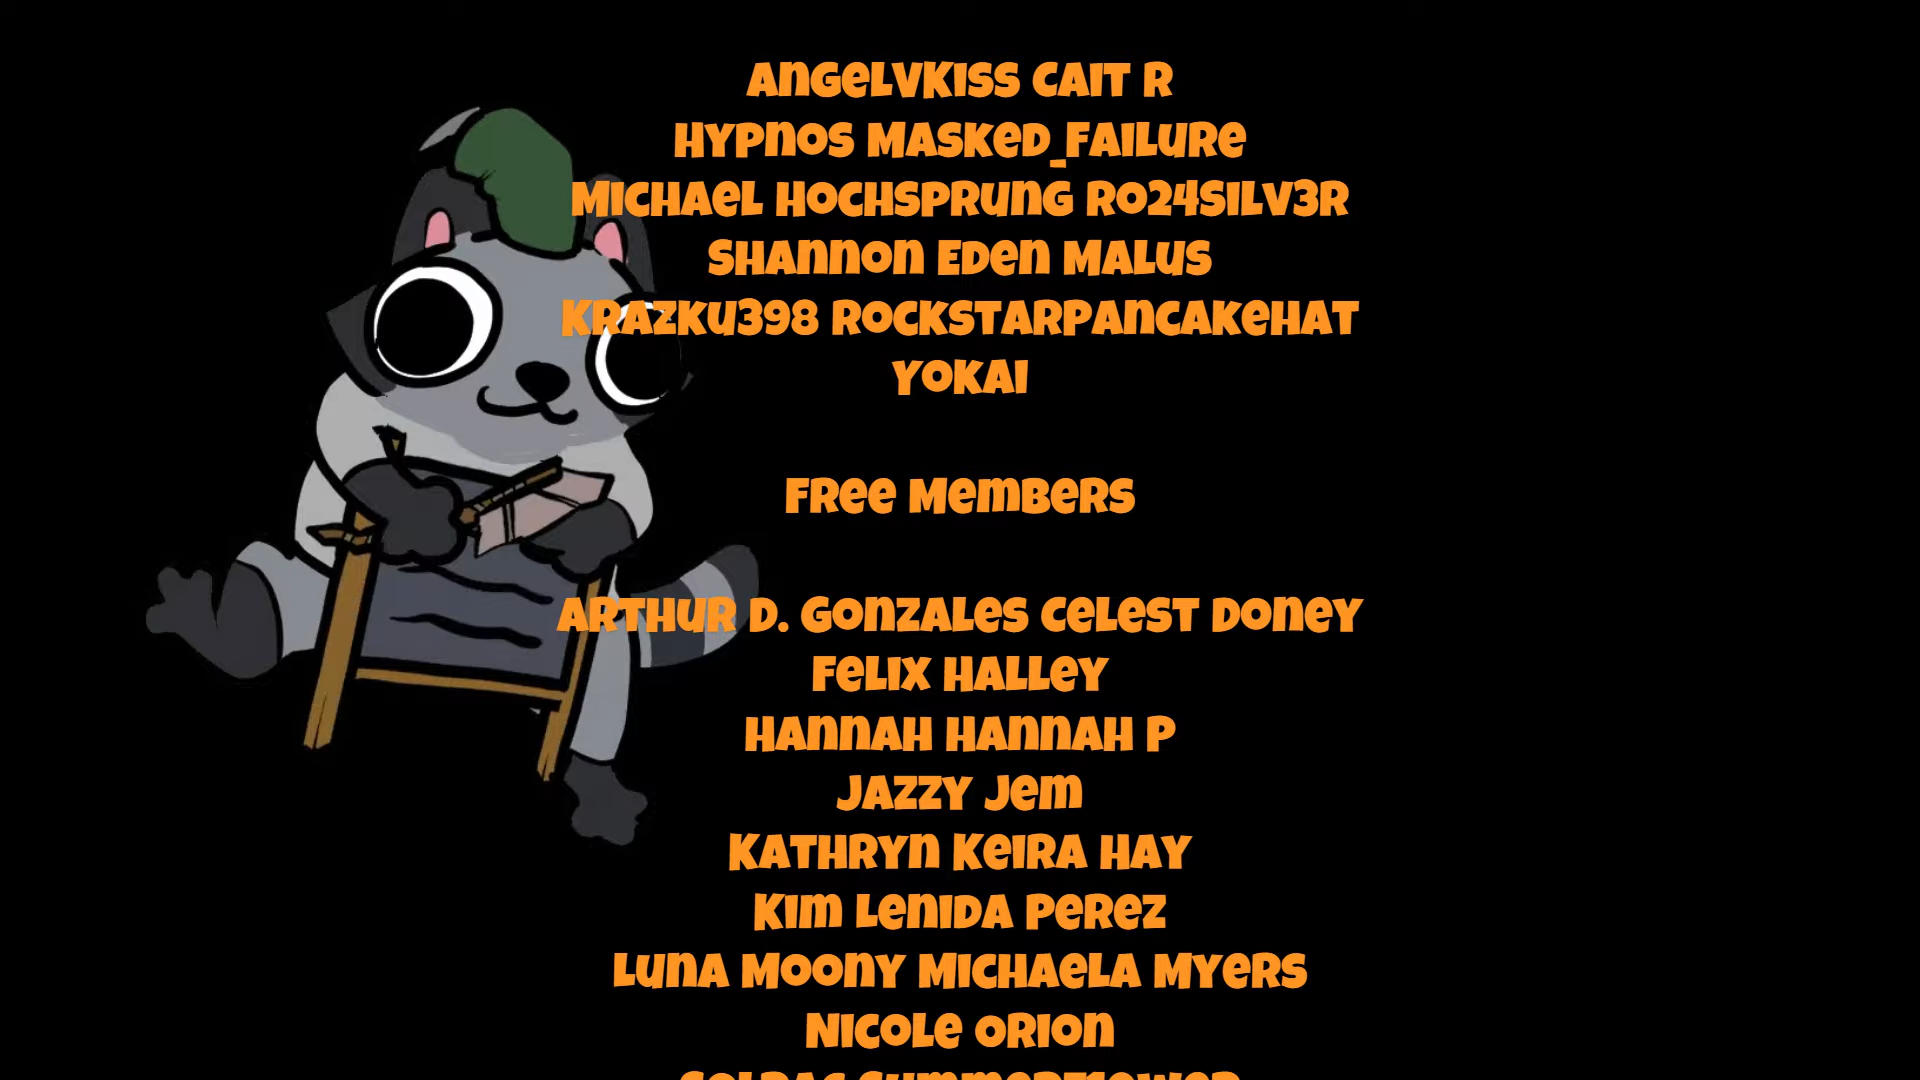 AngelvKiss Cait R
Hypnos Masked_Failure
Michael Hochsprung Ro24Silv3r
Shannon Eden Malus
Krazku398 RockstarPancakeHat
Yokai
Free Members
Arthur D. Gonzales Celest Doney
Felix Halley
Hannah Hannah P
Jazzy Jem
Kathryn Keira Hay
Kim Lenida Perez
Luna Moony Michaela Myers
Nicole Orion